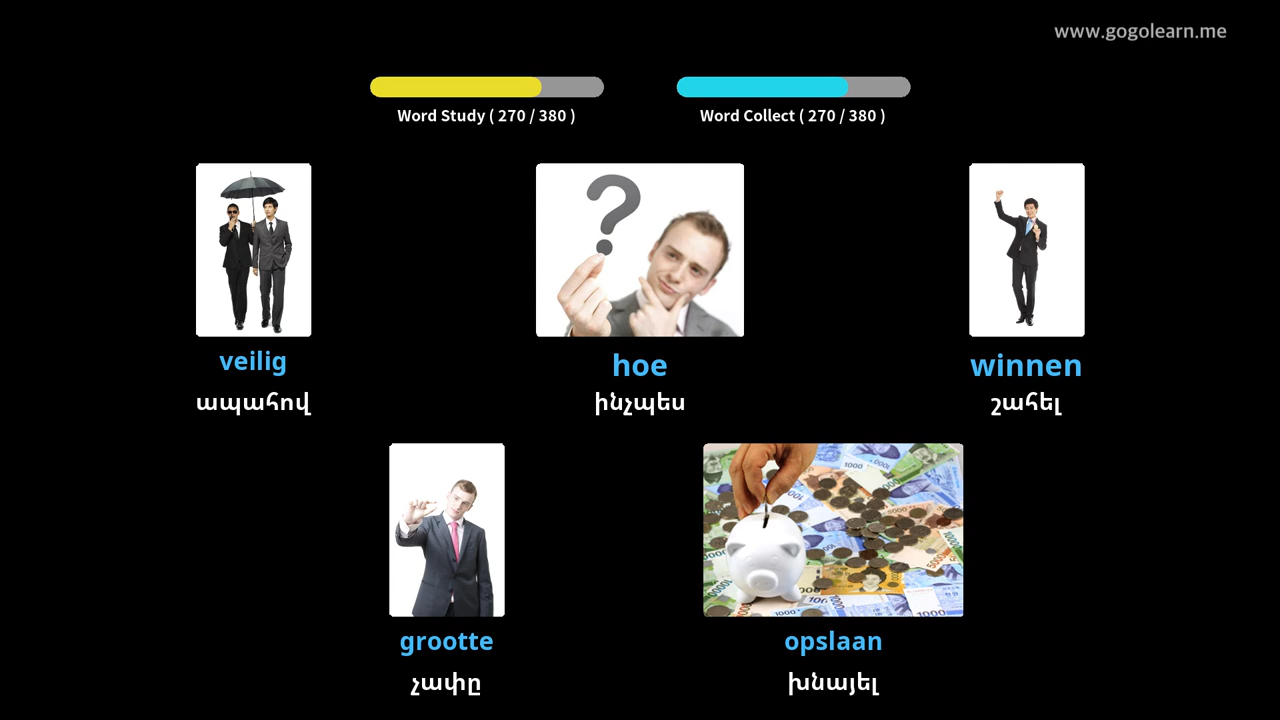 www.gogolearn.me
Word Study ( 270 / 380 )
Word Collect ( 270 / 380 )
veilig
ապահով
hoe
ինչպես
winnen
շահել
grootte
չափը
opslaan
խնայել